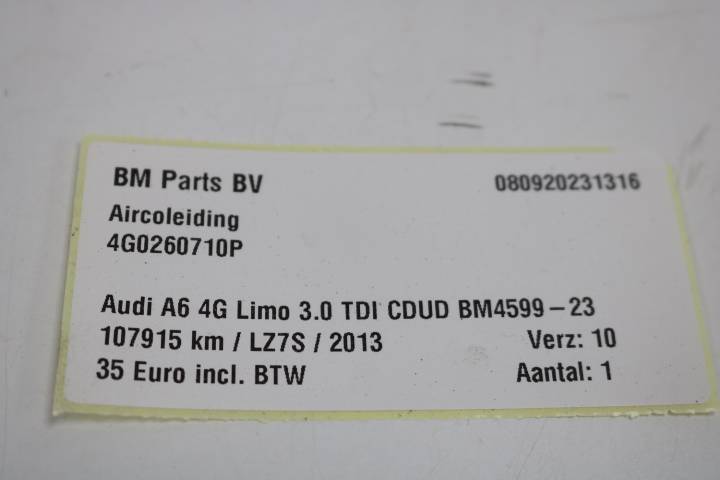 BM Parts BV 080920231316
Aircoleiding
4G0260710P
Audi A6 4G Limo 3.0 TDI CDUD BM4599-23
107915 km / LZ7S / 2013 Verz: 10
35 Euro incl. BTW Aantal: 1